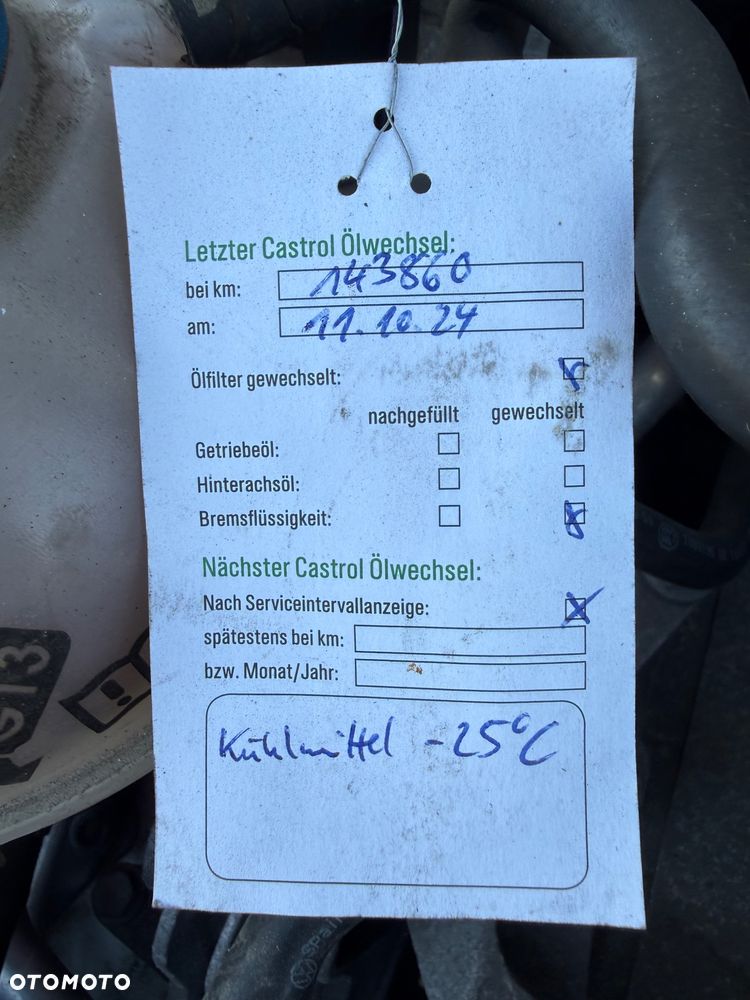 Letzter Castrol Ölwechsel:
bei km: 143860
am: 11.10.24
Ölfilter gewechselt:
nachgefüllt gewechselt
Getriebeöl:
Hinterachsöl:
Bremsflüssigkeit:
Nächster Castrol Ölwechsel:
Nach Serviceintervallanzeige:
spätestens bei km:
bzw. Monat/Jahr:
Kühlmittel -25°C
OTOMOTO